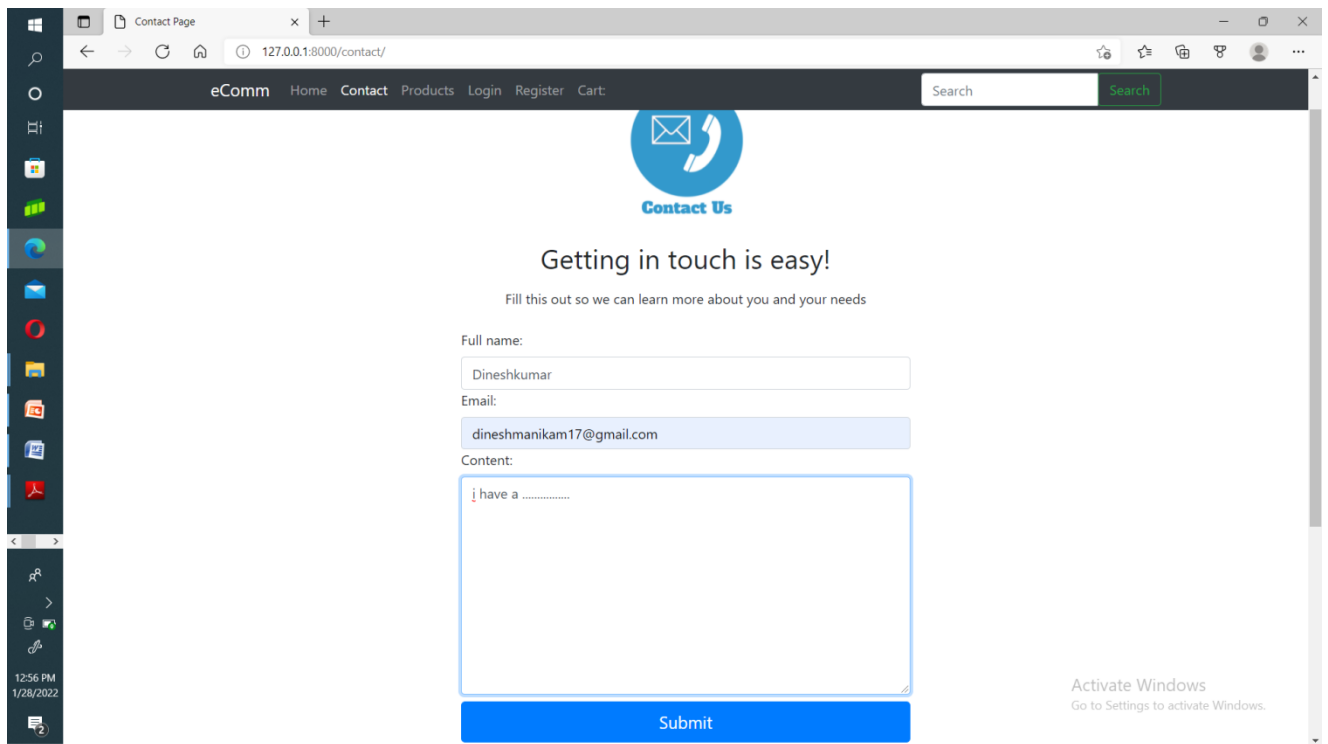 Contact Page
127.0.0.1:8000/contact/
eComm Home Contact Products Login Register Cart: Search Search
Contact Us
Getting in touch is easy!
Fill this out so we can learn more about you and your needs
Full name:
Dineshkumar
Email:
dineshmanikam17@gmail.com
Content:
i have a ...............
Submit
Activate Windows
Go to Settings to activate Windows.
12:56 PM
1/28/2022
2